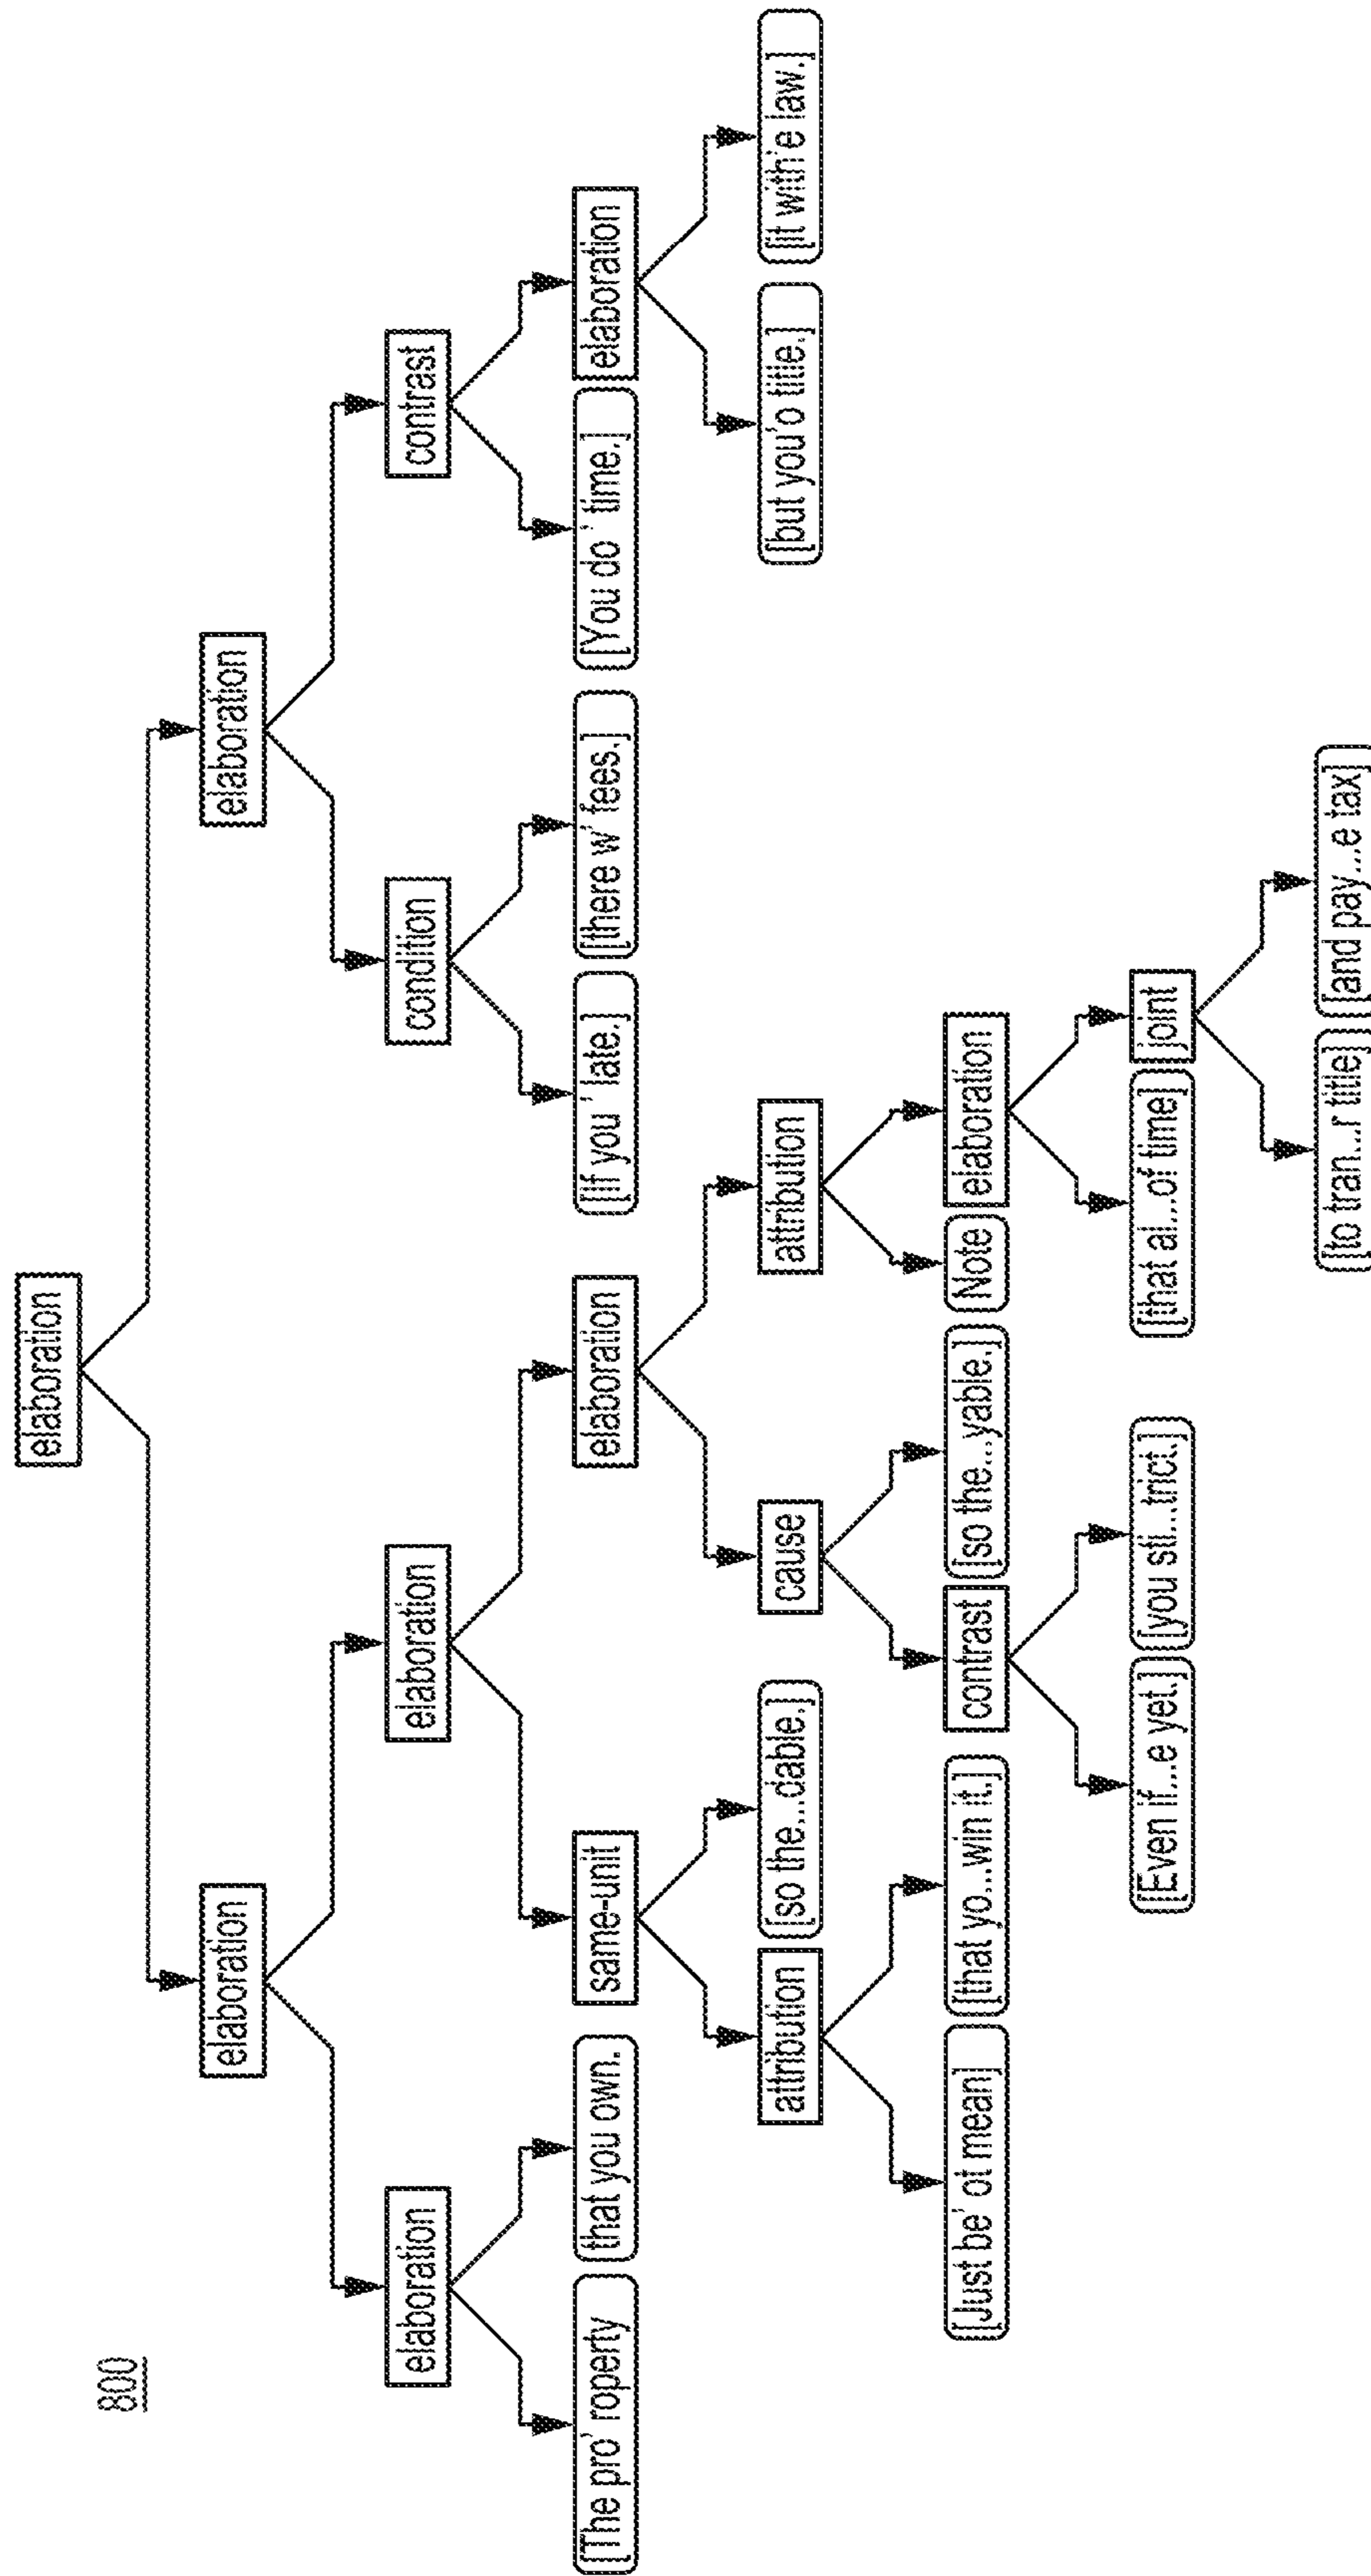 800
elaboration
elaboration
elaboration
elaboration
elaboration
condition
contrast
[The pro' roperty
that you own.
same-unit
elaboration
[If you ' late.]
[there w' fees.]
[You do ' time.]
elaboration
attribution
[so the...dable.]
cause
attribution
[but you'o title.]
[it with'e law.]
[Just be' ot mean]
[that yo...win it.]
contrast
[so the...yable.]
[Note]
elaboration
[Even if...e yet.]
[you sti...trict.]
[that al...of time]
joint
[to tran...r title]
[and pay...e tax]